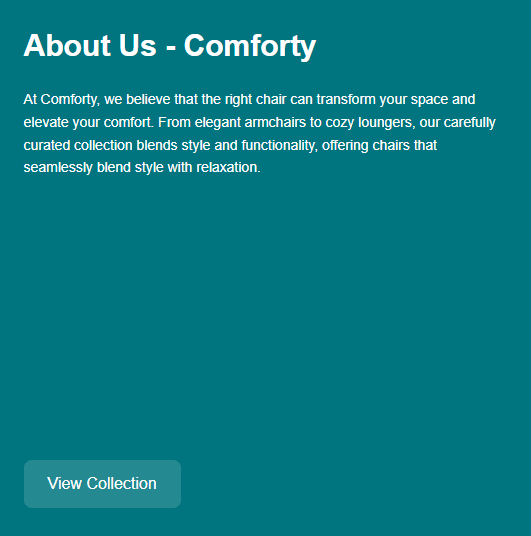 About Us - Comforty
At Comforty, we believe that the right chair can transform your space and
elevate your comfort. From elegant armchairs to cozy loungers, our carefully
curated collection blends style and functionality, offering chairs that
seamlessly blend style with relaxation.
View Collection